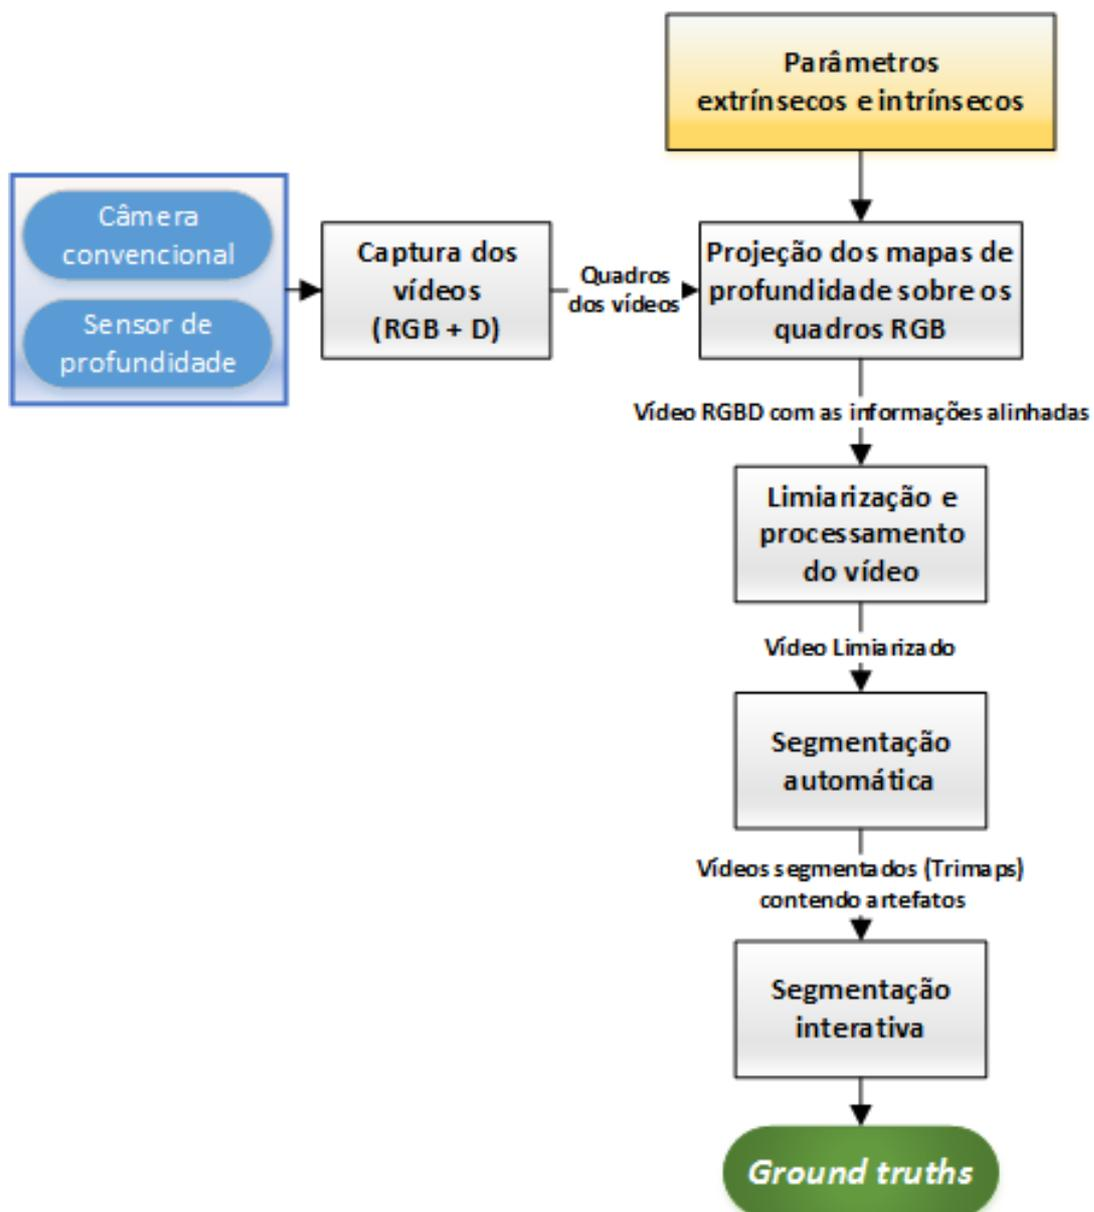 Parâmetros
extrínsecos e intrínsecos
Câmera
convencional
Sensor de
profundidade
Captura dos
vídeos
(RGB + D)
Quadros
dos vídeos
Projeção dos mapas de
profundidade sobre os
quadros RGB
Vídeo RGBD com as informações alinhadas
Limiarização e
processamento
do vídeo
Vídeo Limiarizado
Segmentação
automática
Vídeos segmentados (Trimaps)
contendo artefatos
Segmentação
interativa
Ground truths